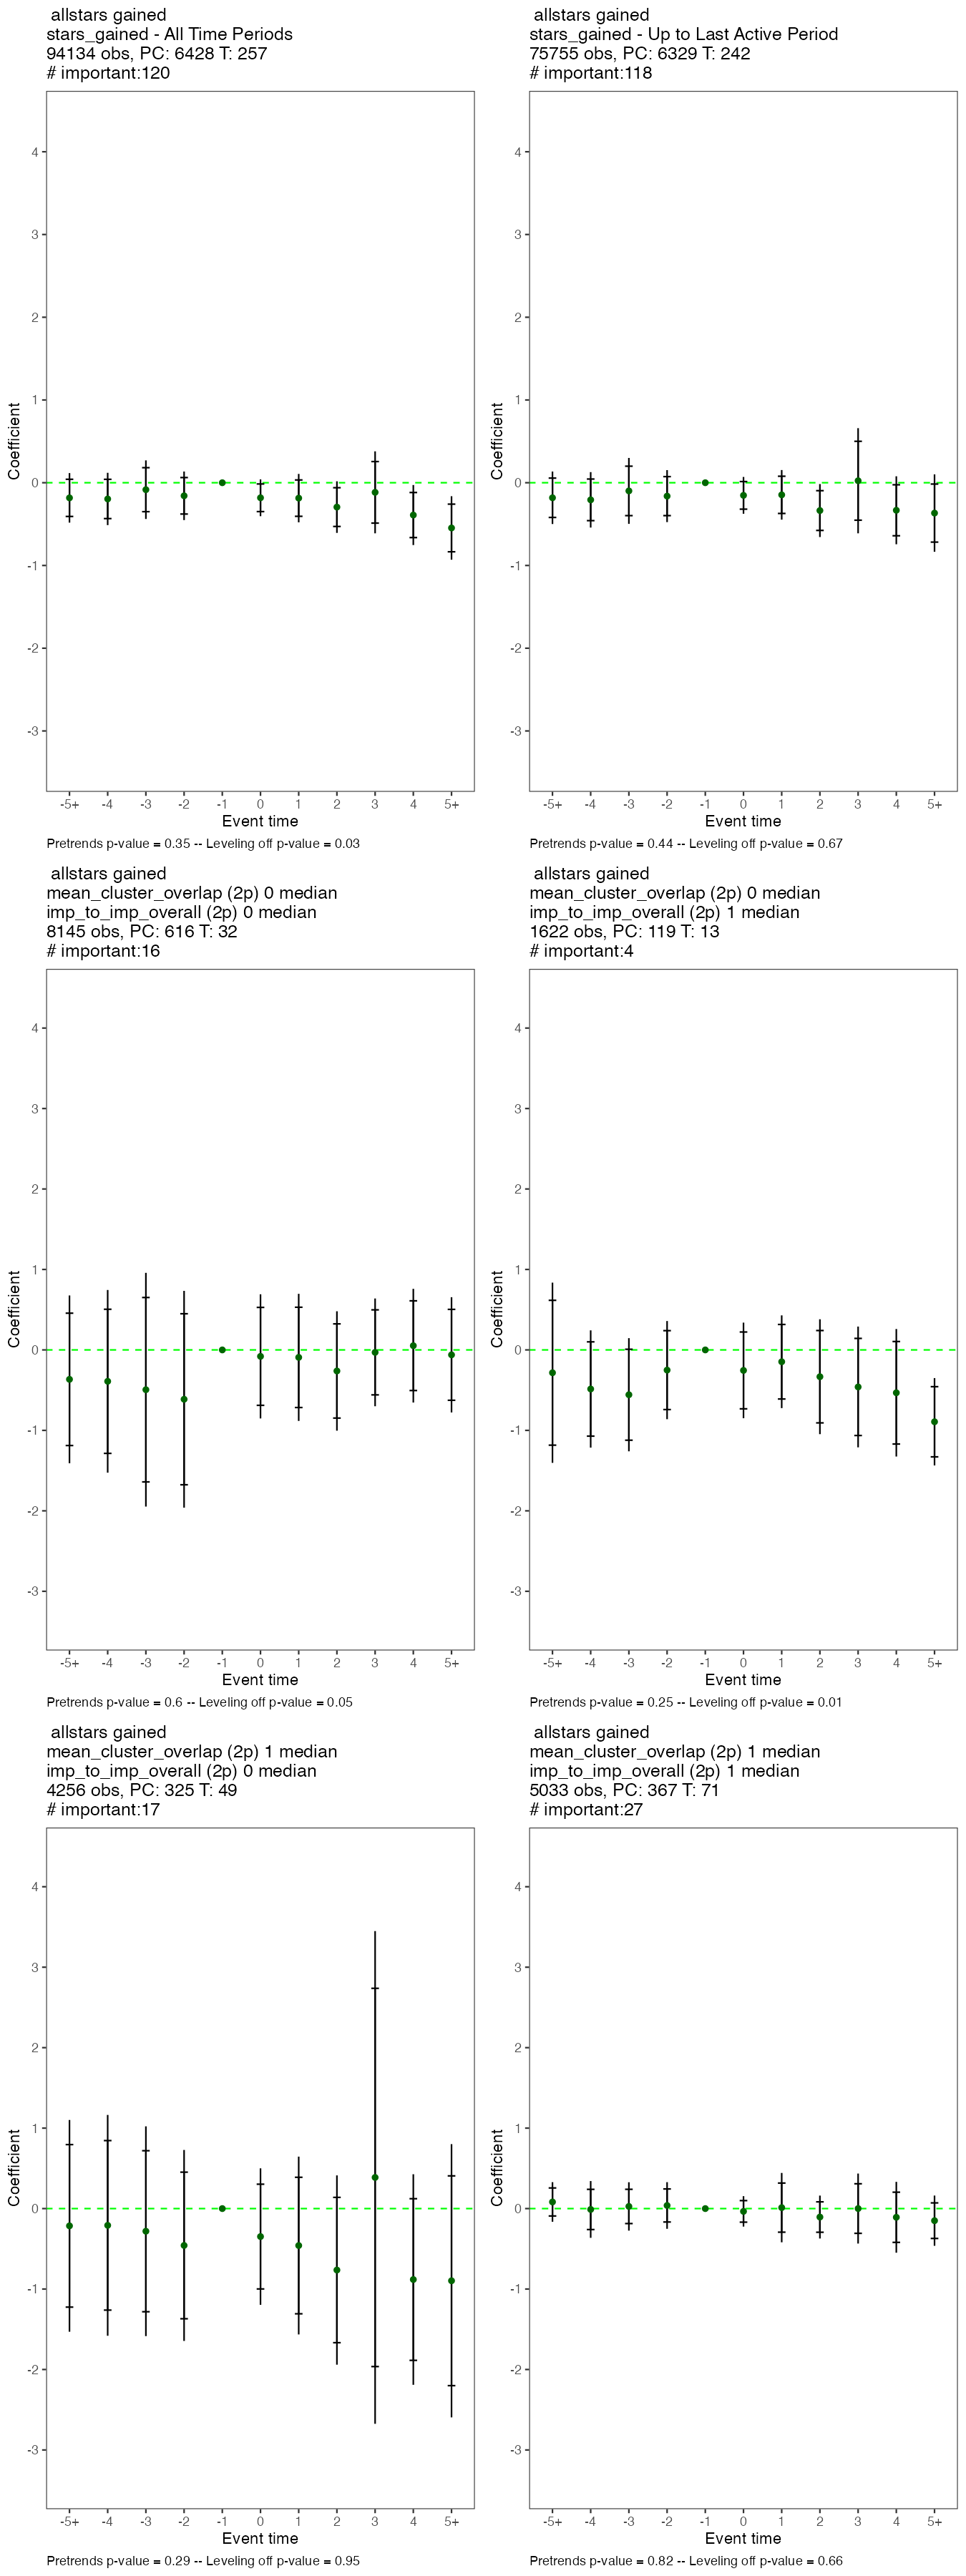 allstars gained
stars_gained - All Time Periods
94134 obs, PC: 6428 T: 257
# important:120
Coefficient
4
3
2
1
0
-1
-2
-3
-5+ -4 -3 -2 -1 0 1 2 3 4 5+
Event time
Pretrends p-value = 0.35 -- Leveling off p-value = 0.03
allstars gained
stars_gained - Up to Last Active Period
75755 obs, PC: 6329 T: 242
# important:118
Coefficient
4
3
2
1
0
-1
-2
-3
-5+ -4 -3 -2 -1 0 1 2 3 4 5+
Event time
Pretrends p-value = 0.44 -- Leveling off p-value = 0.67
allstars gained
mean_cluster_overlap (2p) 0 median
imp_to_imp_overall (2p) 0 median
8145 obs, PC: 616 T: 32
# important:16
Coefficient
4
3
2
1
0
-1
-2
-3
-5+ -4 -3 -2 -1 0 1 2 3 4 5+
Event time
Pretrends p-value = 0.6 -- Leveling off p-value = 0.05
allstars gained
mean_cluster_overlap (2p) 0 median
imp_to_imp_overall (2p) 1 median
1622 obs, PC: 119 T: 13
# important:4
Coefficient
4
3
2
1
0
-1
-2
-3
-5+ -4 -3 -2 -1 0 1 2 3 4 5+
Event time
Pretrends p-value = 0.25 -- Leveling off p-value = 0.01
allstars gained
mean_cluster_overlap (2p) 1 median
imp_to_imp_overall (2p) 0 median
4256 obs, PC: 325 T: 49
# important:17
Coefficient
4
3
2
1
0
-1
-2
-3
-5+ -4 -3 -2 -1 0 1 2 3 4 5+
Event time
Pretrends p-value = 0.29 -- Leveling off p-value = 0.95
allstars gained
mean_cluster_overlap (2p) 1 median
imp_to_imp_overall (2p) 1 median
5033 obs, PC: 367 T: 71
# important:27
Coefficient
4
3
2
1
0
-1
-2
-3
-5+ -4 -3 -2 -1 0 1 2 3 4 5+
Event time
Pretrends p-value = 0.82 -- Leveling off p-value = 0.66